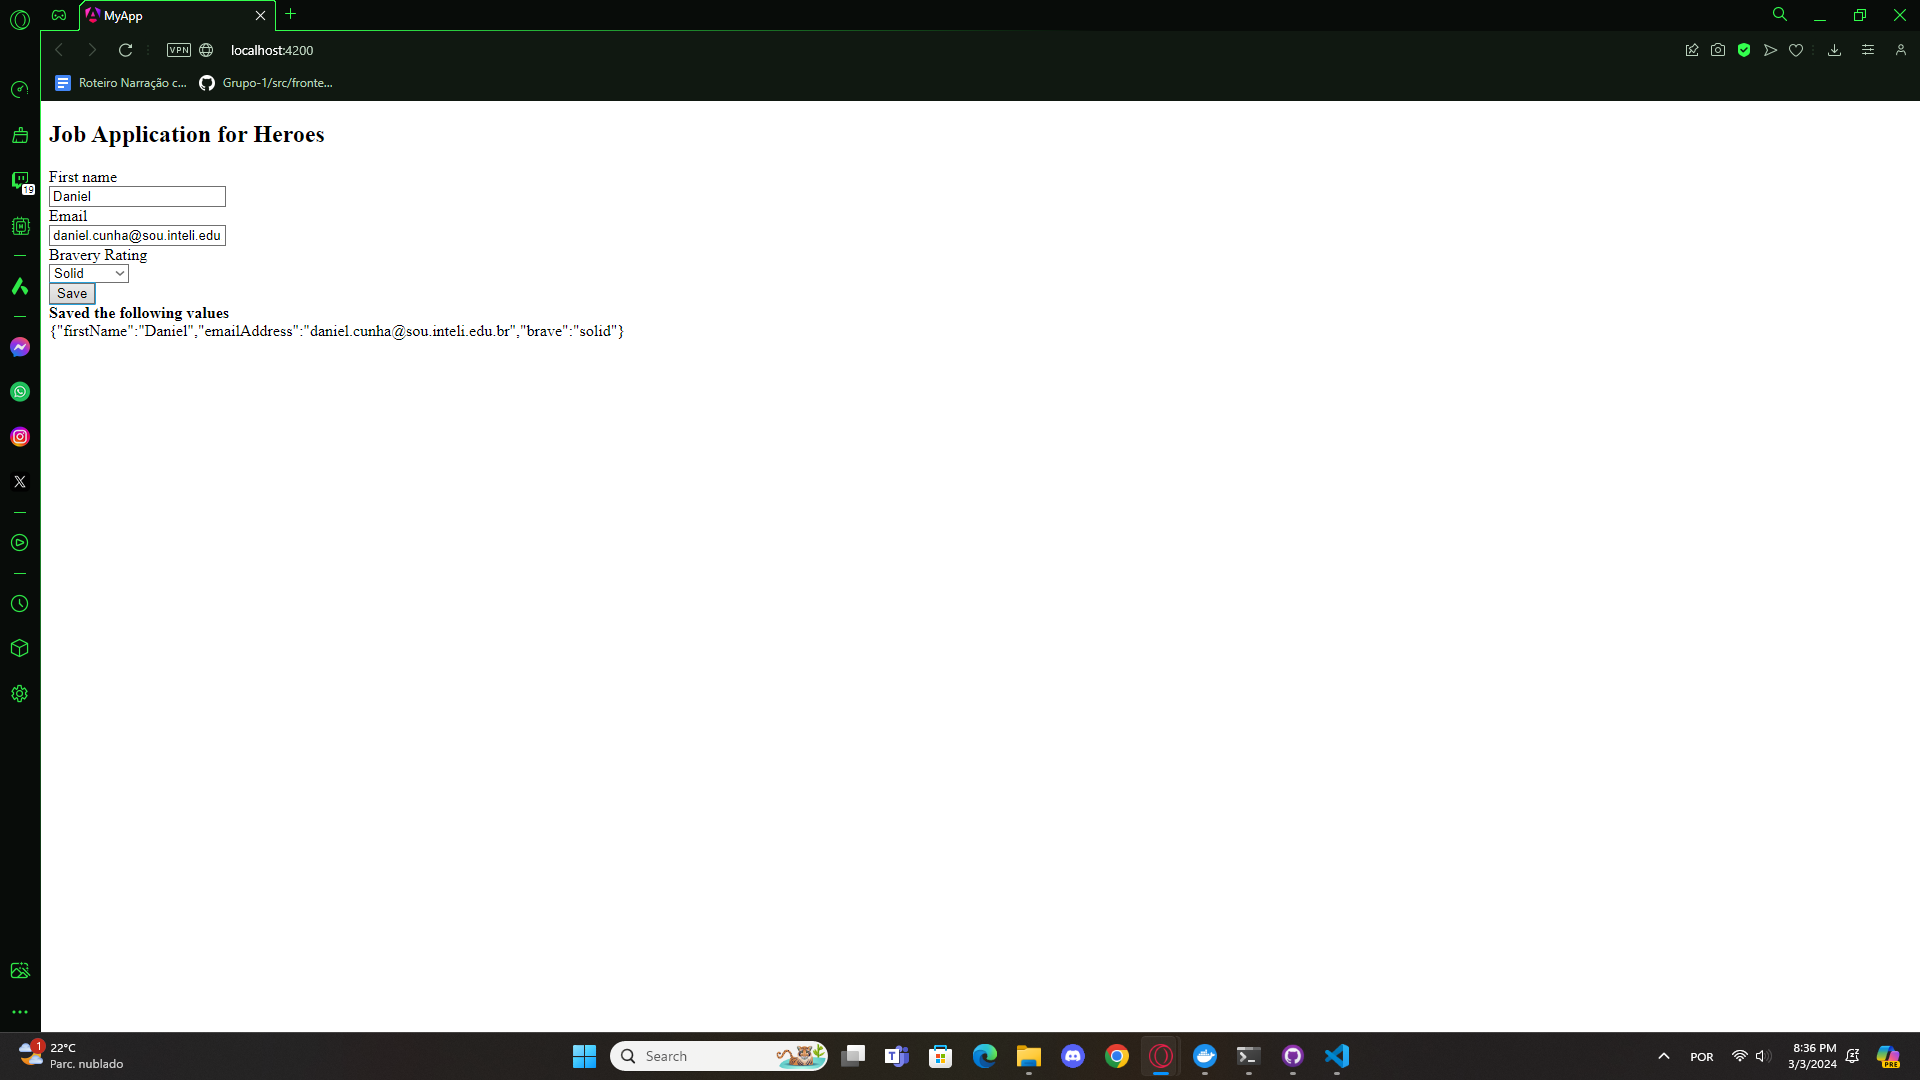 MyApp
VPN
localhost:4200
Roteiro Narração c...
Grupo-1/src/fronte...
19
Job Application for Heroes
First name
Daniel
Email
daniel.cunha@sou.inteli.edu
Bravery Rating
Solid
Save
Saved the following values
{"firstName":"Daniel","emailAddress":"daniel.cunha@sou.inteli.edu.br","brave":"solid"}
1
22°C
Parc. nublado
Search
POR
8:36 PM
3/3/2024
PRE